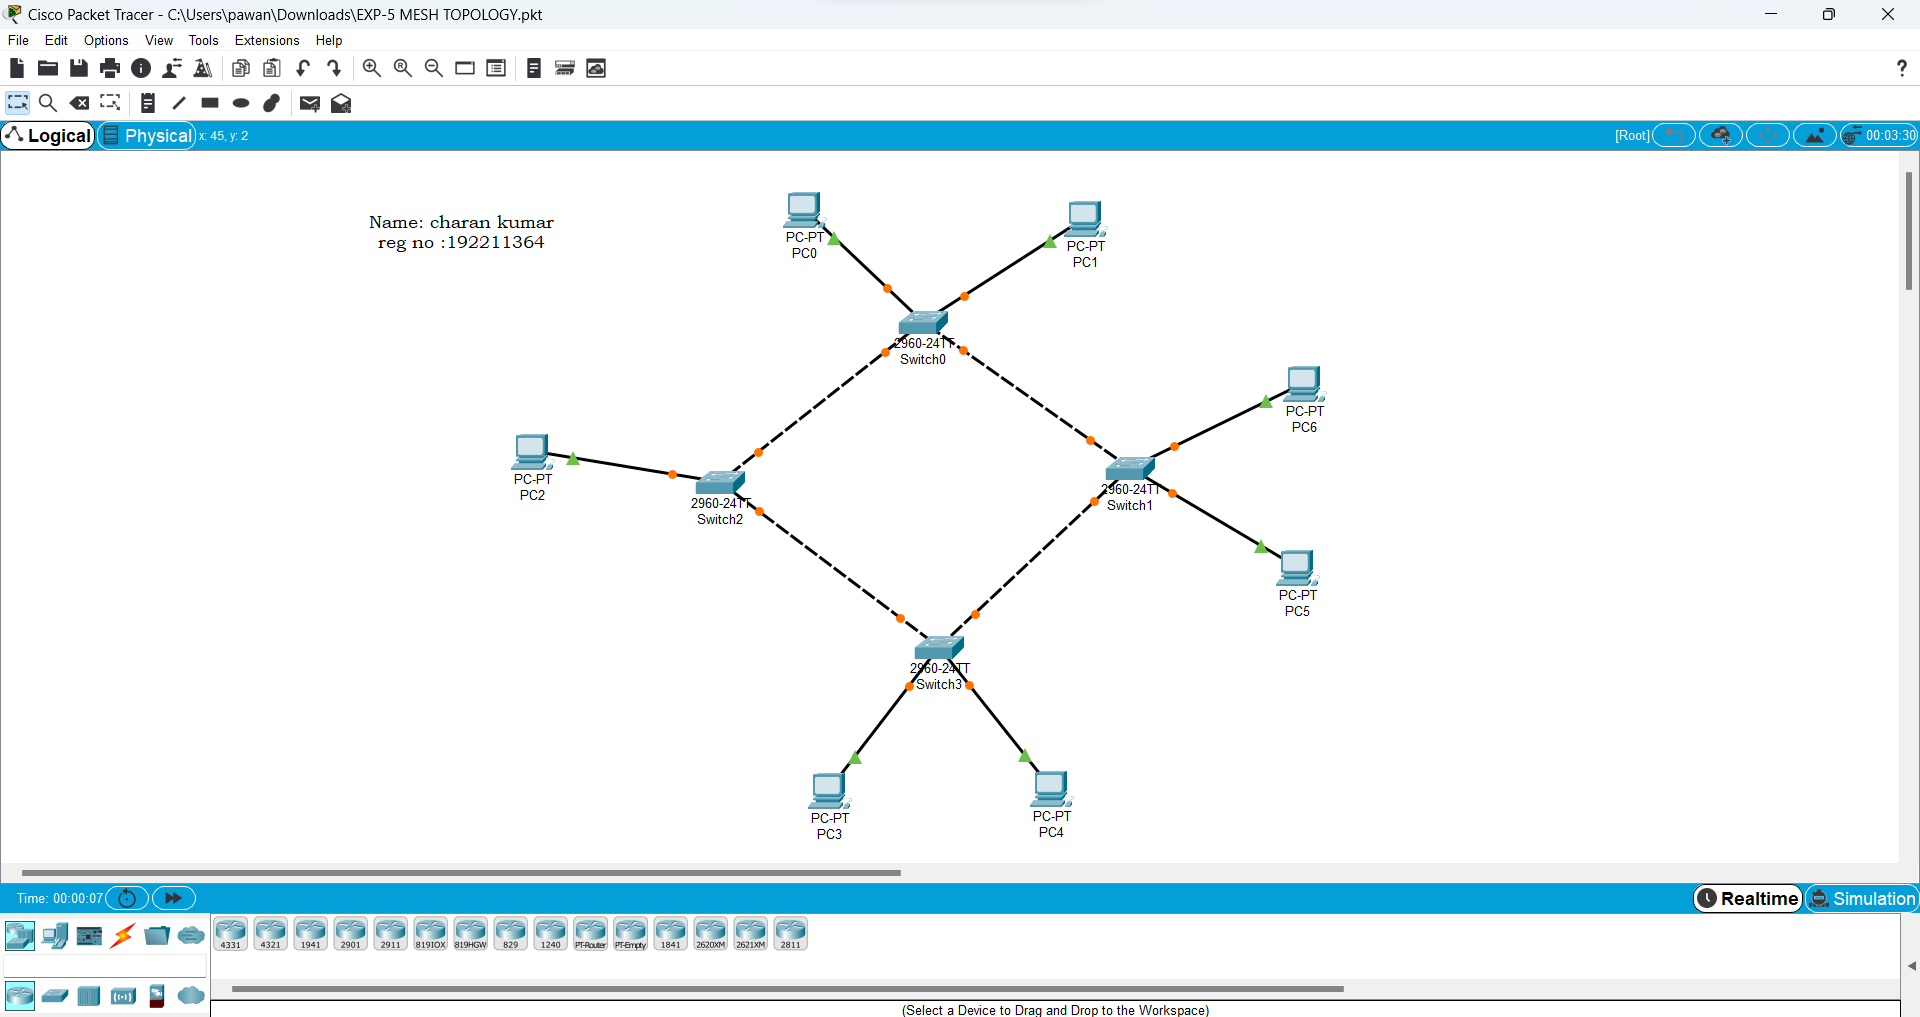 Cisco Packet Tracer - C:\Users\pawan\Downloads\EXP-5 MESH TOPOLOGY.pkt
File Edit Options View Tools Extensions Help
?
Logical Physical x: 45, y: 2 [Root] 00:03:30
Name: charan kumar
reg no :192211364
PC-PT
PC0
PC-PT
PC1
2960-24TT
Switch0
PC-PT
PC6
PC-PT
PC2
2960-24TT
Switch2
2960-24TT
Switch1
PC-PT
PC5
2960-24TT
Switch3
PC-PT
PC3
PC-PT
PC4
Time: 00:00:07 Realtime Simulation
4331 4321 1941 2901 2911 819IOX 819HGW 829 1240 PT-Router PT-Empty 1841 2620XM 2621XM 2811
(Select a Device to Drag and Drop to the Workspace)